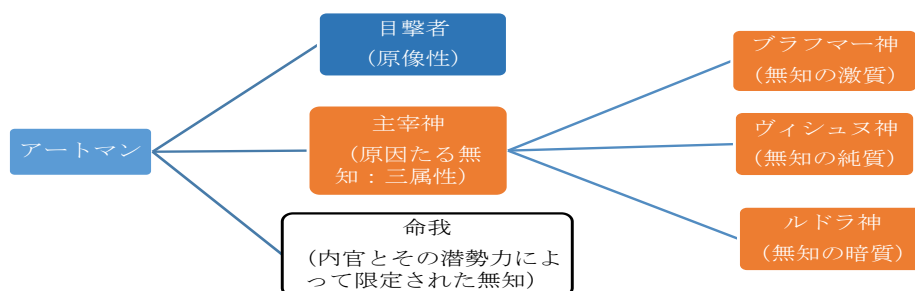 アートマン
目撃者
（原像性）
主宰神
（原因たる無
知：三属性）
命我
（内官とその潜勢力によ
って限定された無知）
ブラフマー神
（無知の激質）
ヴィシュヌ神
（無知の純質）
ルドラ神
（無知の暗質）